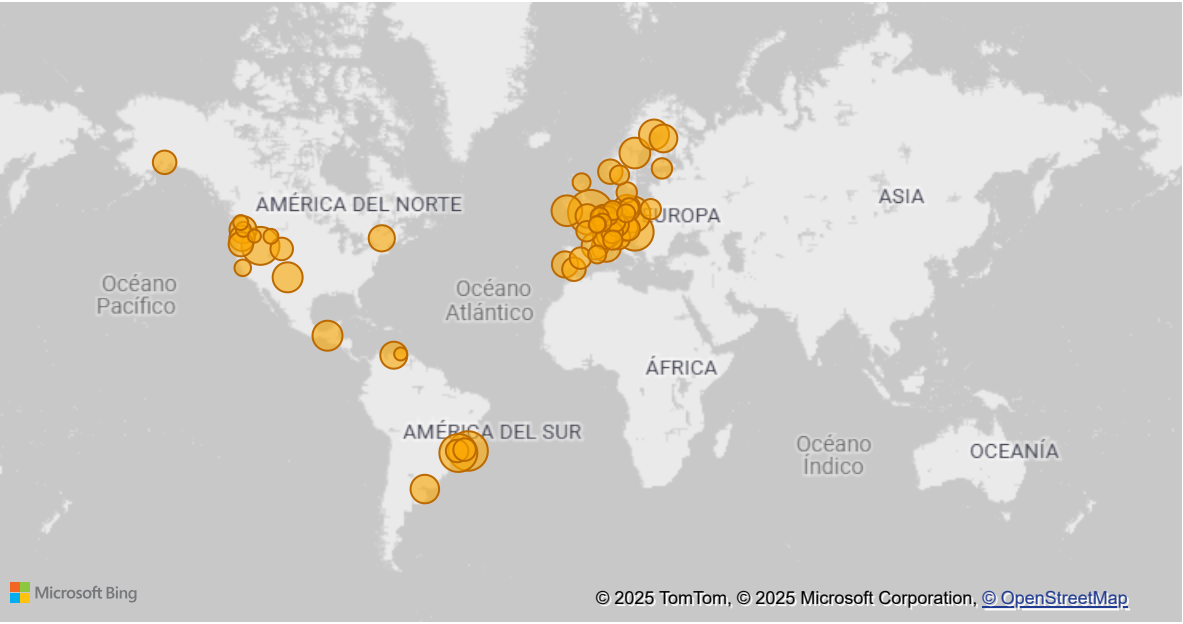 AMÉRICA DEL NORTE
EUROPA
ASIA
Océano
Pacífico
Océano
Atlántico
ÁFRICA
AMÉRICA DEL SUR
Océano
Índico
OCEANÍA
Microsoft Bing
© 2025 TomTom, © 2025 Microsoft Corporation, © OpenStreetMap